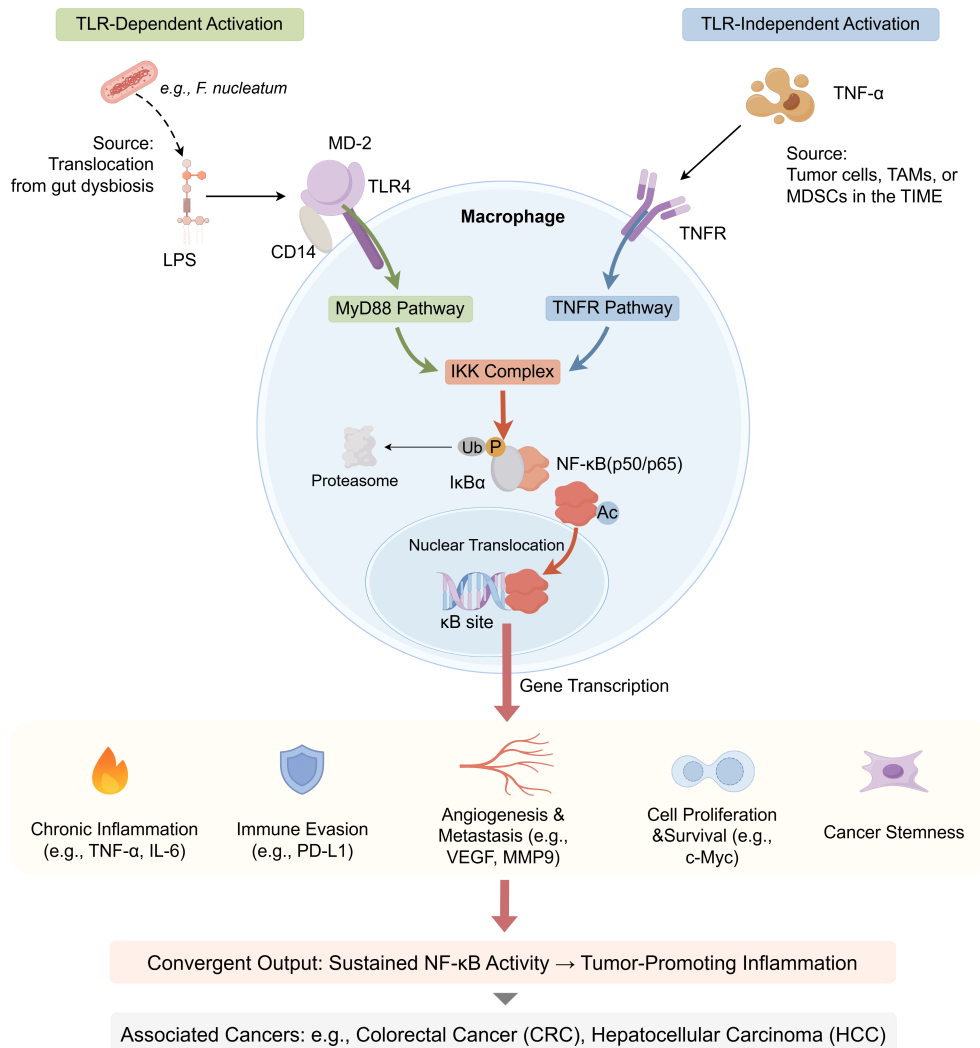 TLR-Dependent Activation
TLR-Independent Activation
e.g., F. nucleatum
Source:
Translocation
from gut dysbiosis
LPS
MD-2
TLR4
CD14
TNF-α
Source:
Tumor cells, TAMs, or
MDSCs in the TIME
TNFR
Macrophage
MyD88 Pathway
TNFR Pathway
IKK Complex
Ub
P
Proteasome
IκBα
NF-κB(p50/p65)
Ac
Nuclear Translocation
κB site
Gene Transcription
Chronic Inflammation
(e.g., TNF-α, IL-6)
Immune Evasion
(e.g., PD-L1)
Angiogenesis &
Metastasis (e.g.,
VEGF, MMP9)
Cell Proliferation
&Survival (e.g.,
c-Myc)
Cancer Stemness
Convergent Output: Sustained NF-κB Activity → Tumor-Promoting Inflammation
Associated Cancers: e.g., Colorectal Cancer (CRC), Hepatocellular Carcinoma (HCC)